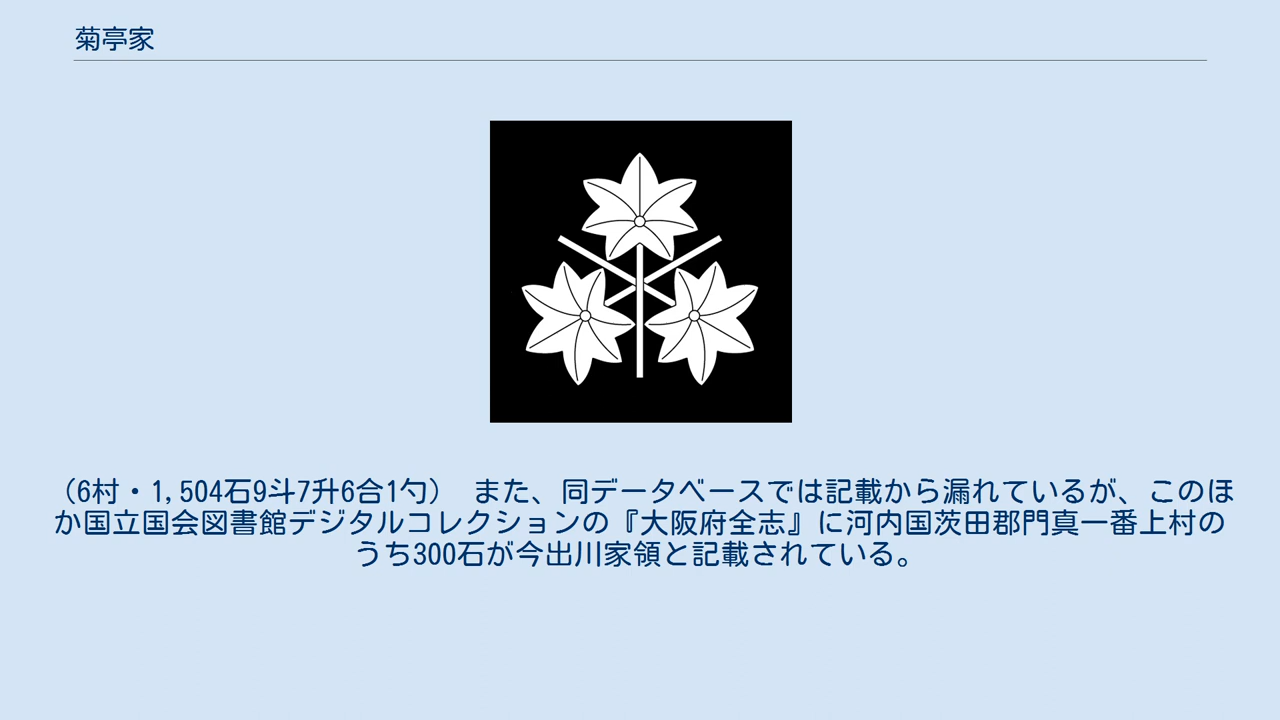 菊亭家
（6村・1,504石9斗7升6合1勺）　また、同データベースでは記載から漏れているが、このほ
か国立国会図書館デジタルコレクションの『大阪府全志』に河内国茨田郡門真一番上村の
うち300石が今出川家領と記載されている。